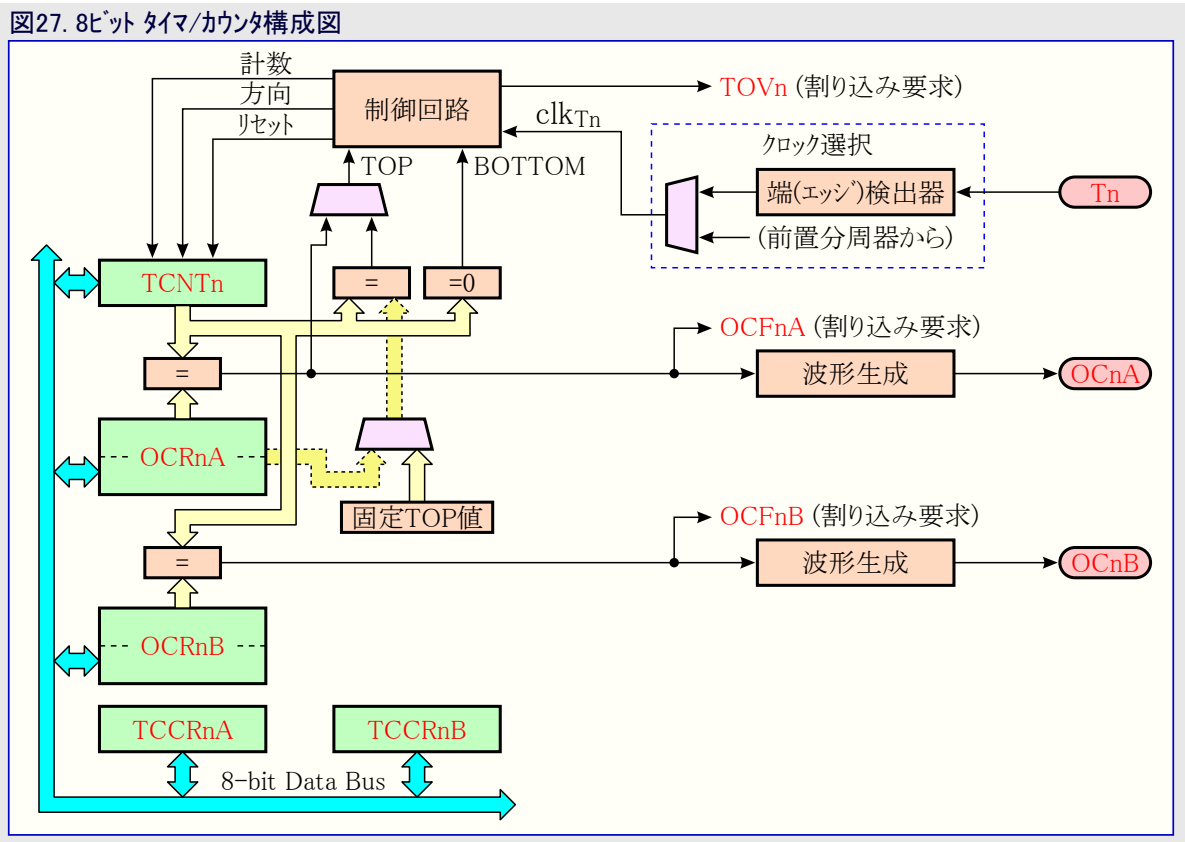 図27. 8ビット タイマ/カウンタ構成図
計数
方向
リセット
制御回路
TOVn (割り込み要求)
clkTn
TOP
BOTTOM
クロック選択
端(エッジ)検出器
Tn
(前置分周器から)
TCNTn
=
=0
OCFnA (割り込み要求)
=
波形生成
OCnA
OCRnA
固定TOP値
OCFnB (割り込み要求)
=
波形生成
OCnB
OCRnB
TCCRnA
TCCRnB
8-bit Data Bus